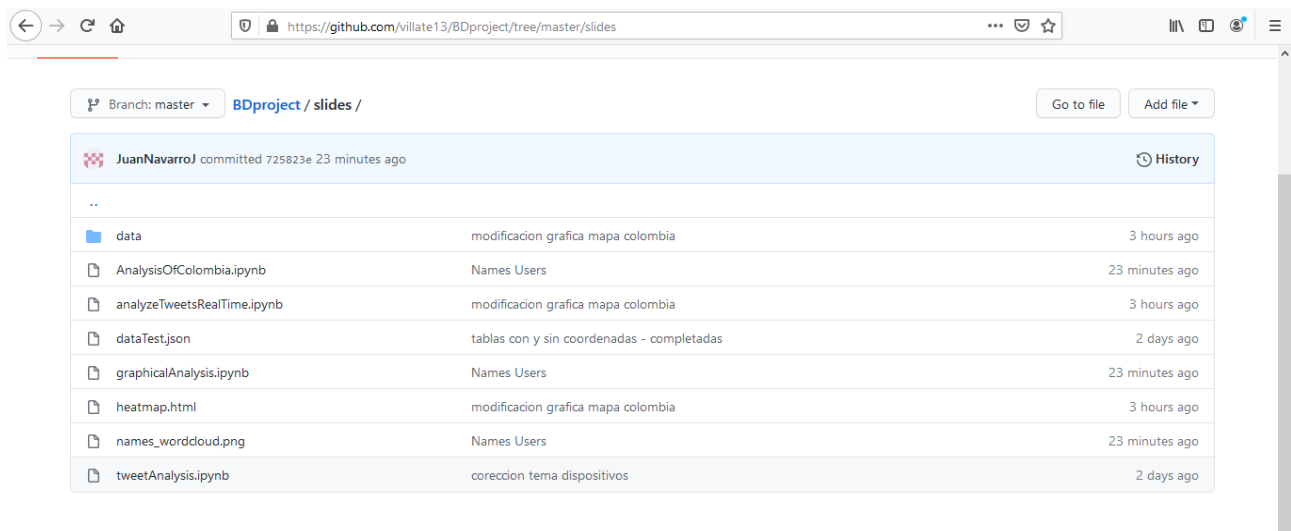 https://github.com/villate13/BDproject/tree/master/slides
Branch: master BDproject / slides / Go to file Add file
JuanNavarroJ committed 725823e 23 minutes ago History
..
data modificacion grafica mapa colombia 3 hours ago
AnalysisOfColombia.ipynb Names Users 23 minutes ago
analyzeTweetsRealTime.ipynb modificacion grafica mapa colombia 3 hours ago
dataTest.json tablas con y sin coordenadas - completadas 2 days ago
graphicalAnalysis.ipynb Names Users 23 minutes ago
heatmap.html modificacion grafica mapa colombia 3 hours ago
names_wordcloud.png Names Users 23 minutes ago
tweetAnalysis.ipynb coreccion tema dispositivos 2 days ago